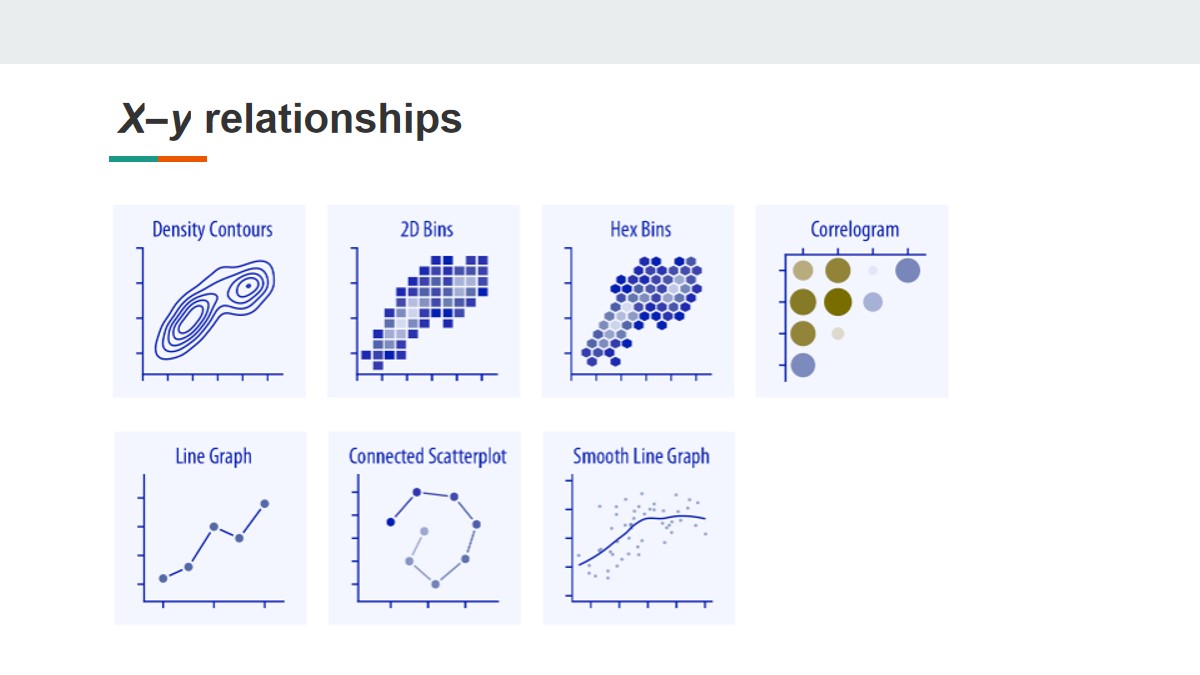 X–y relationships
Density Contours
2D Bins
Hex Bins
Correlogram
Line Graph
Connected Scatterplot
Smooth Line Graph